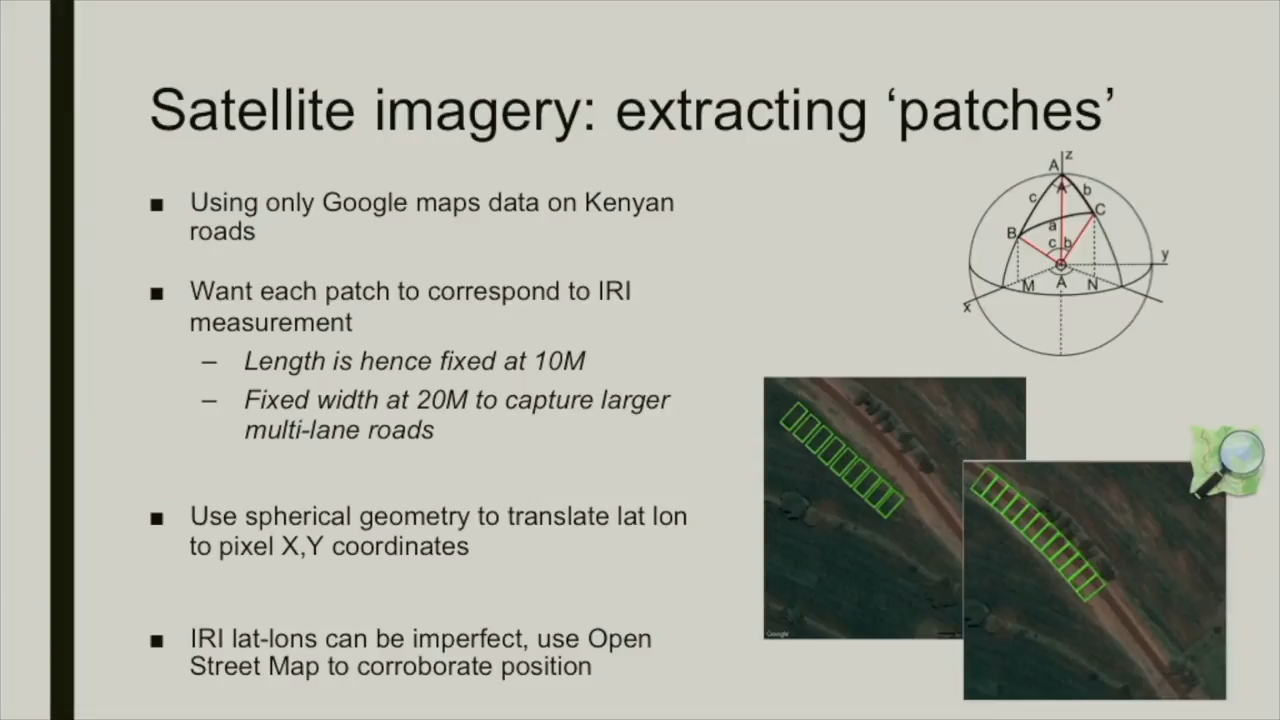 Satellite imagery: extracting ‘patches’
■ Using only Google maps data on Kenyan
roads
■ Want each patch to correspond to IRI
measurement
– Length is hence fixed at 10M
– Fixed width at 20M to capture larger
multi-lane roads
■ Use spherical geometry to translate lat lon
to pixel X,Y coordinates
■ IRI lat-lons can be imperfect, use Open
Street Map to corroborate position
z
A
A
c b
C
B a
c b
y
M A N
x
Google